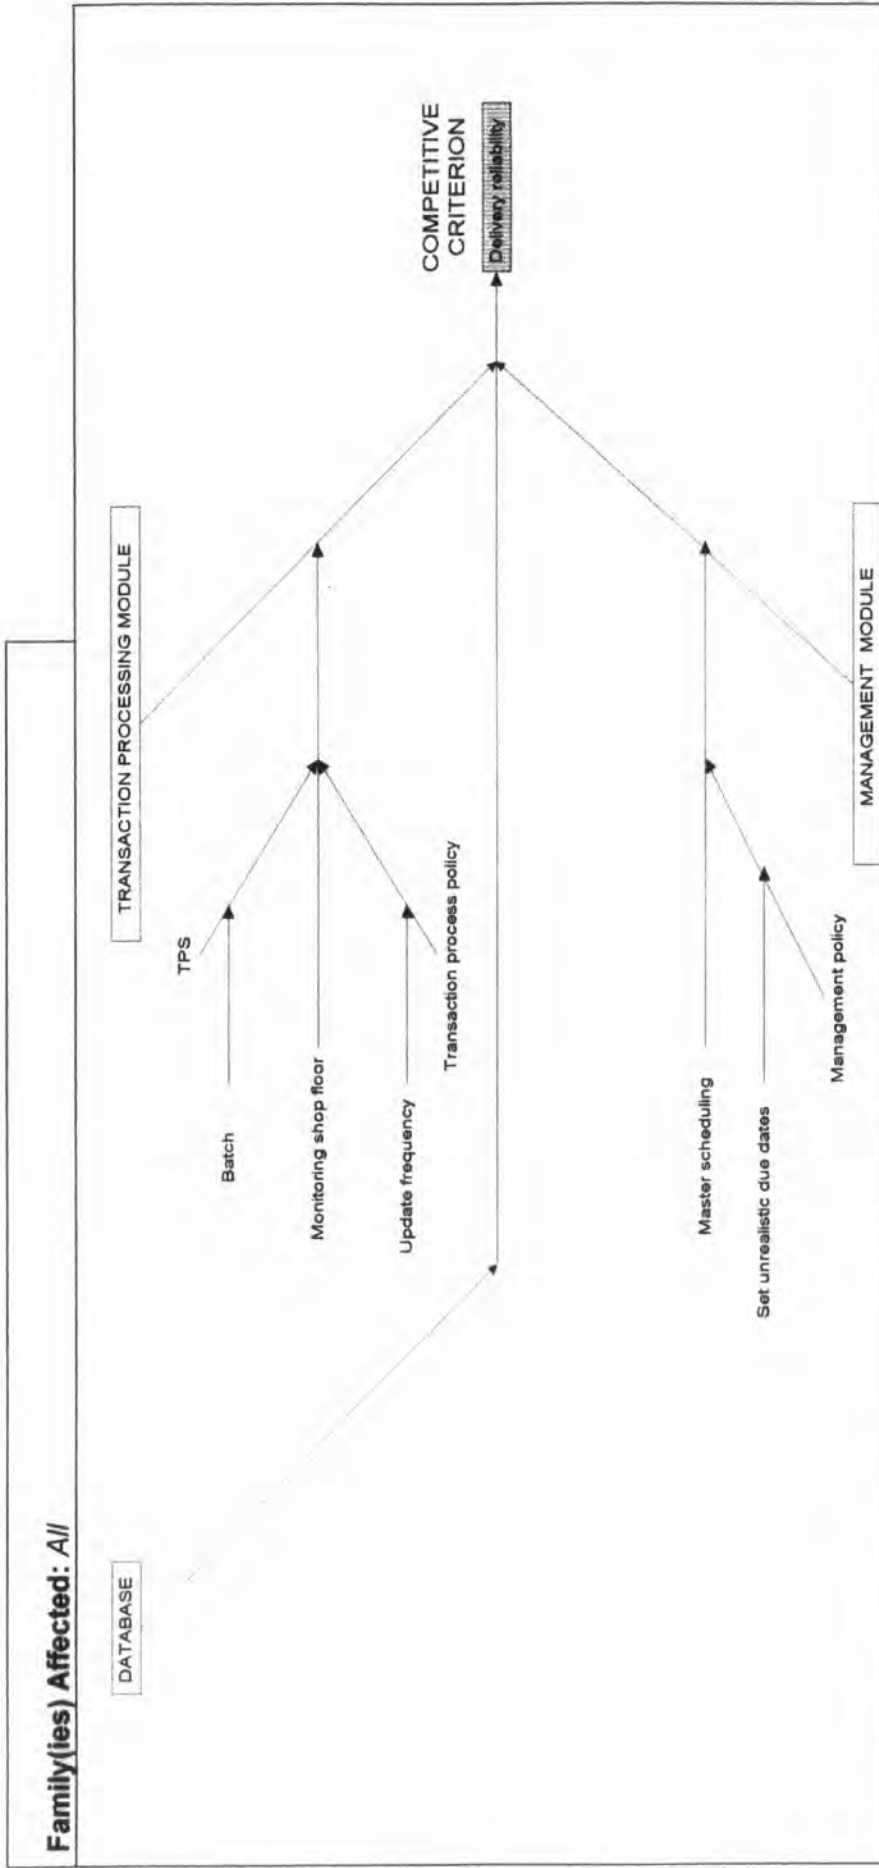 Family(ies) Affected: All
DATABASE
TRANSACTION PROCESSING MODULE
TPS
Batch
Monitoring shop floor
Update frequency
Transaction process policy
COMPETITIVE
CRITERION
Delivery reliability
Master scheduling
Set unrealistic due dates
Management policy
MANAGEMENT MODULE